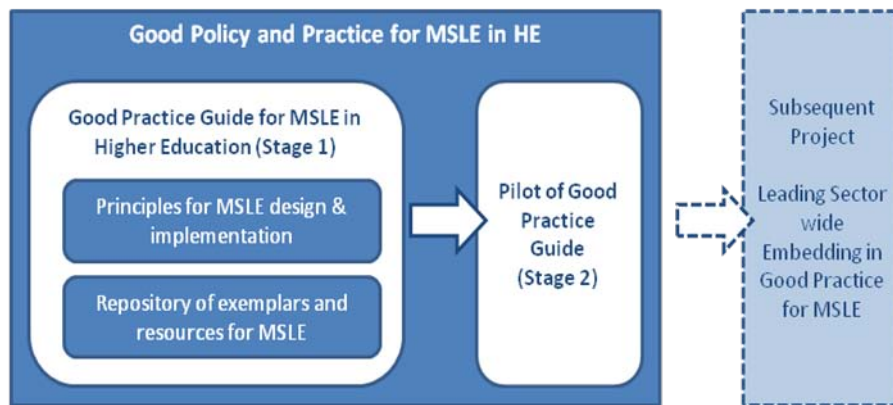 Good Policy and Practice for MSLE in HE
Good Practice Guide for MSLE in
Higher Education (Stage 1)
Principles for MSLE design &
implementation
Repository of exemplars and
resources for MSLE
Pilot of Good
Practice
Guide
(Stage 2)
Subsequent
Project
Leading Sector
wide
Embedding in
Good Practice
for MSLE